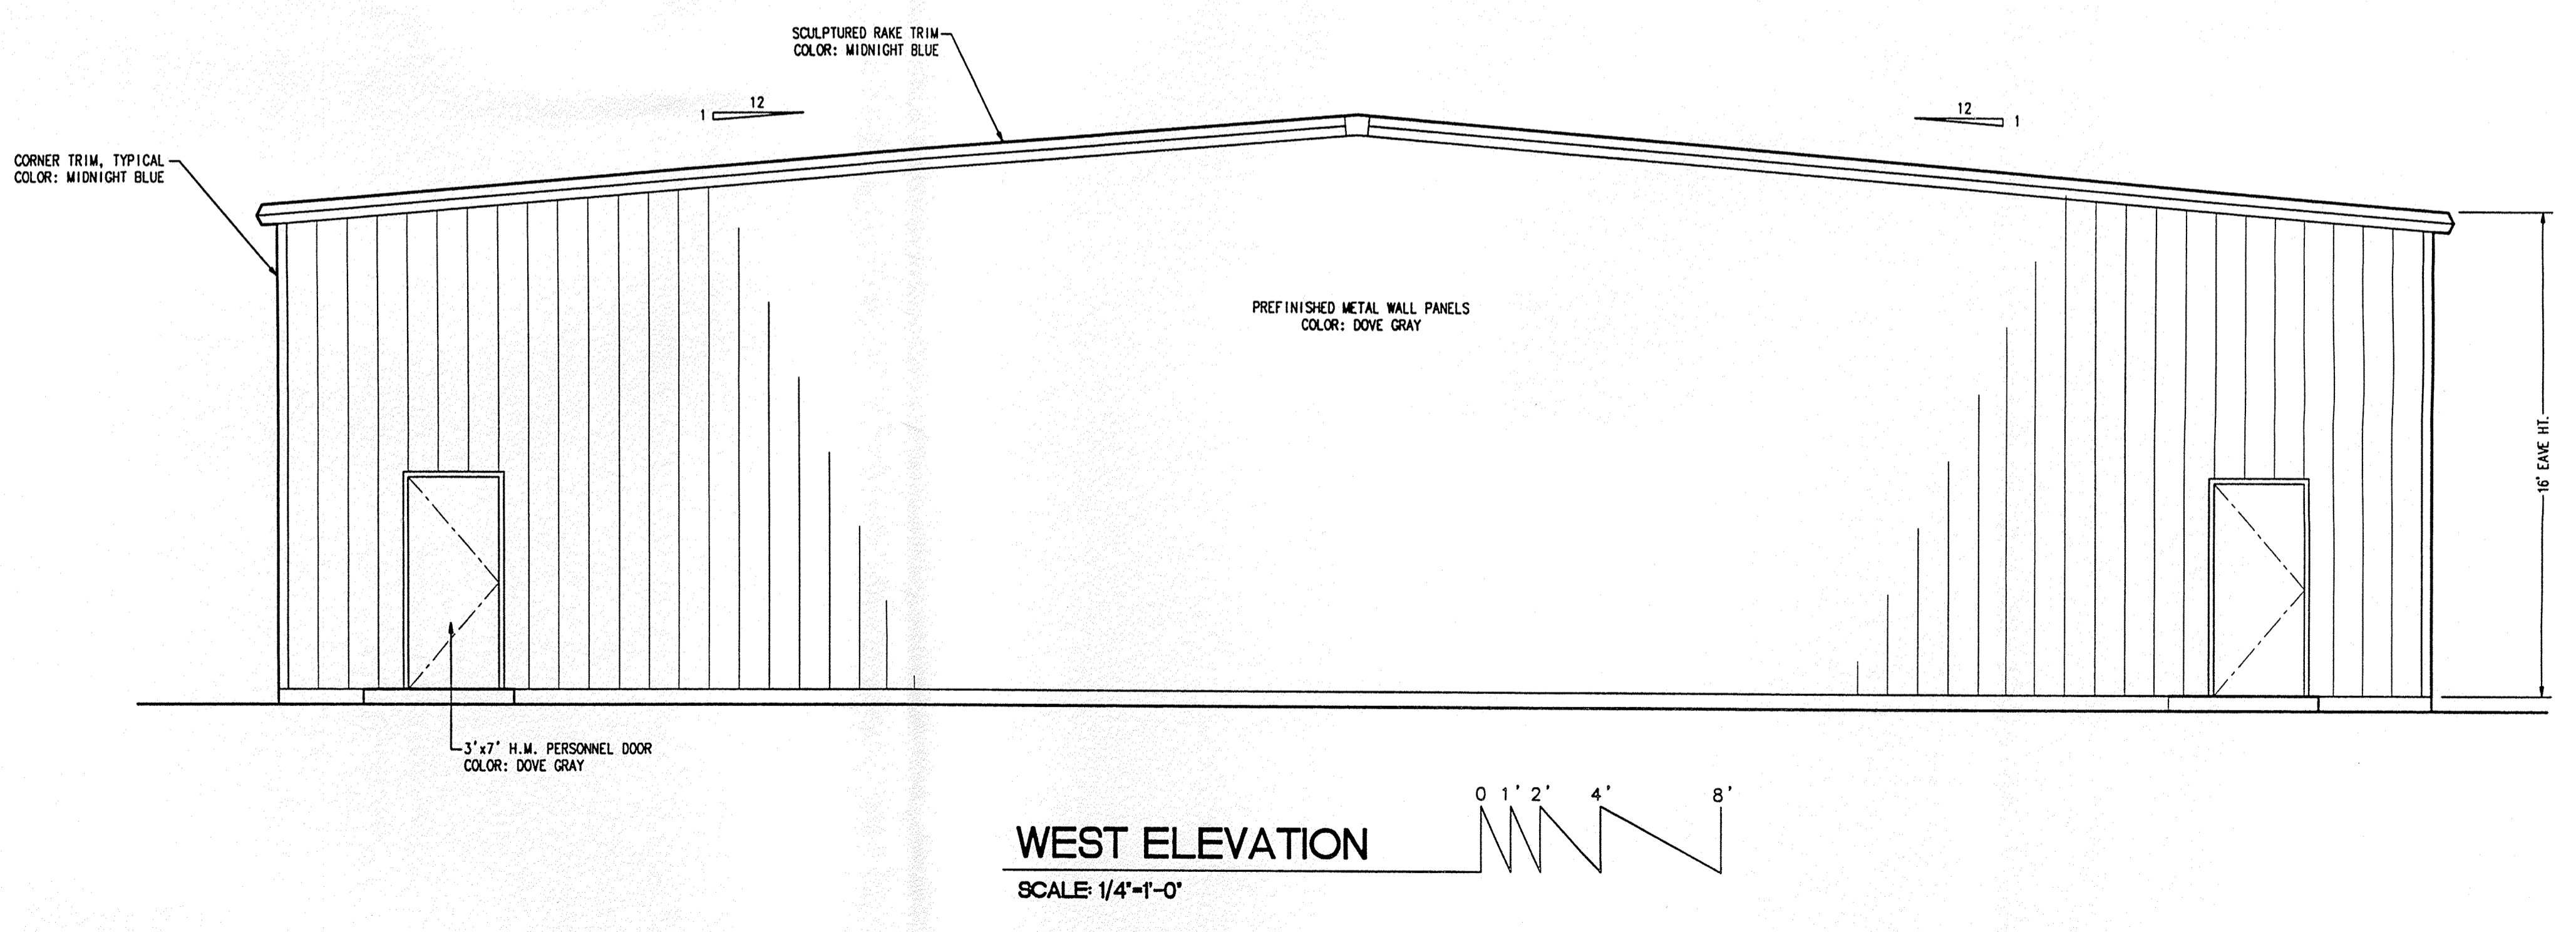 SCULPTURED RAKE TRIM
COLOR: MIDNIGHT BLUE
12
1
12
1
CORNER TRIM, TYPICAL
COLOR: MIDNIGHT BLUE
PREFINISHED METAL WALL PANELS
COLOR: DOVE GRAY
16' EAVE HT.
3'x7' H.M. PERSONNEL DOOR
COLOR: DOVE GRAY
0 1' 2' 4' 8'
WEST ELEVATION
SCALE: 1/4"=1'-0"